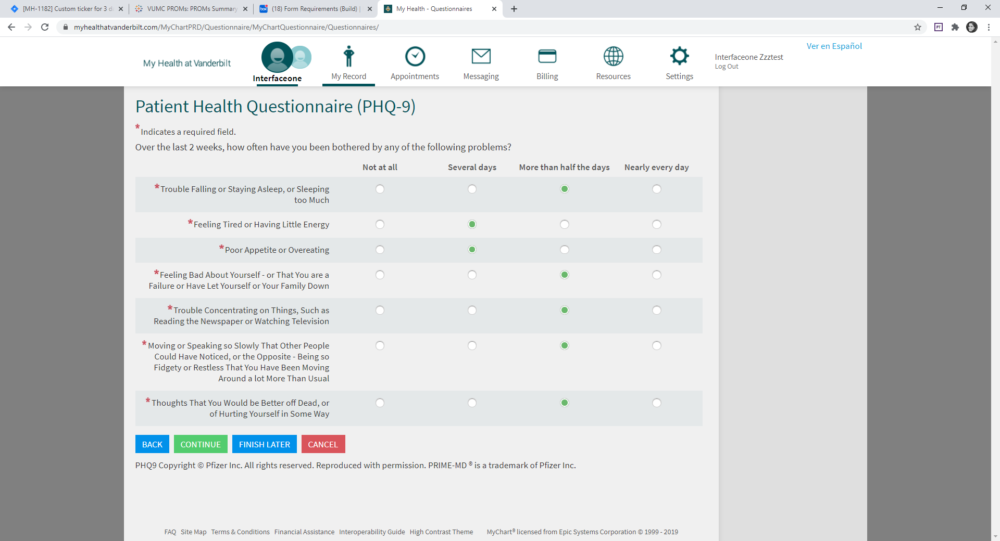 [MH-1182] Custom ticker for 3 d
VUMC PROMs: PROMs Summary
(18) Form Requirements (Build) |
My Health - Questionnaires
myhealthatvanderbilt.com/MyChartPRD/Questionnaire/MyChartQuestionnaire/Questionnaires/
PT
My Health at Vanderbilt
Interfaceone
My Record
Appointments
Messaging
Billing
Resources
Settings
Interfaceone Zzztest
Log Out
Ver en Español
Patient Health Questionnaire (PHQ-9)
*Indicates a required field.
Over the last 2 weeks, how often have you been bothered by any of the following problems?
Not at all Several days More than half the days Nearly every day
*Trouble Falling or Staying Asleep, or Sleeping
too Much
*Feeling Tired or Having Little Energy
*Poor Appetite or Overeating
*Feeling Bad About Yourself - or That You are a
Failure or Have Let Yourself or Your Family Down
*Trouble Concentrating on Things, Such as
Reading the Newspaper or Watching Television
*Moving or Speaking so Slowly That Other People
Could Have Noticed, or the Opposite - Being so
Fidgety or Restless That You Have Been Moving
Around a lot More Than Usual
*Thoughts That You Would be Better off Dead, or
of Hurting Yourself in Some Way
BACK CONTINUE FINISH LATER CANCEL
PHQ9 Copyright © Pfizer Inc. All rights reserved. Reproduced with permission. PRIME-MD ® is a trademark of Pfizer Inc.
FAQ Site Map Terms & Conditions Financial Assistance Interoperability Guide High Contrast Theme MyChart® licensed from Epic Systems Corporation © 1999 - 2019